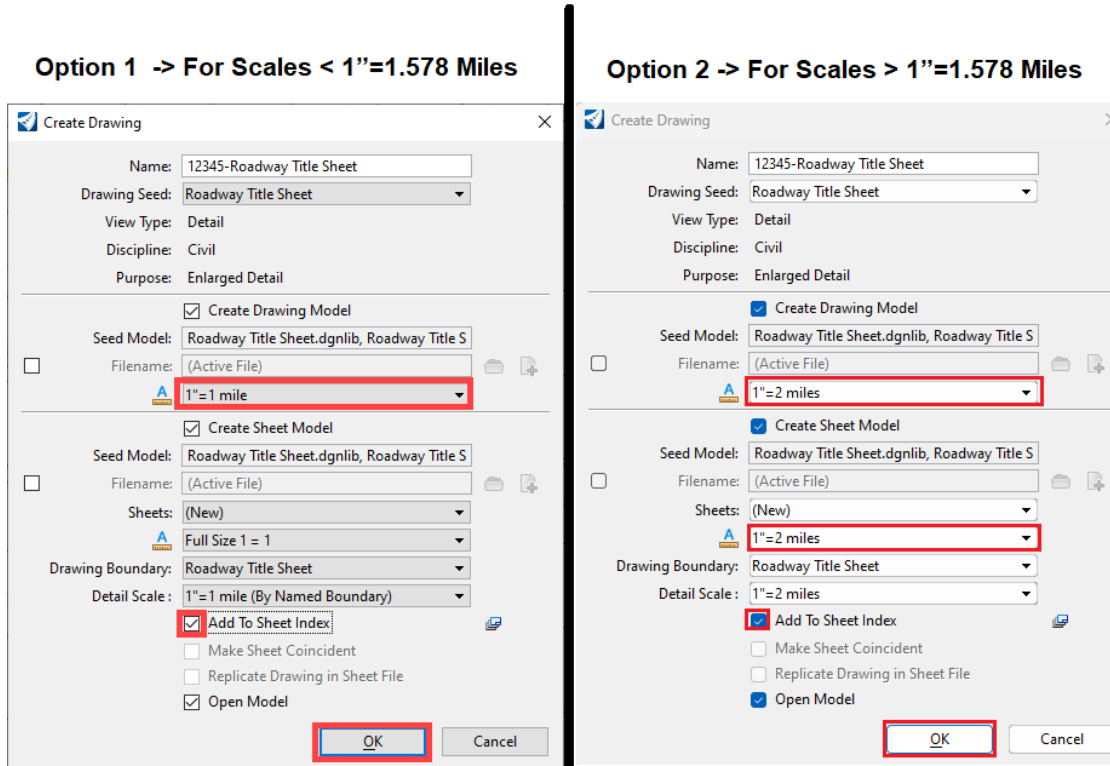 Option 1 -> For Scales < 1”=1.578 Miles
Create Drawing
Name: 12345-Roadway Title Sheet
Drawing Seed: Roadway Title Sheet
View Type: Detail
Discipline: Civil
Purpose: Enlarged Detail
Create Drawing Model
Seed Model: Roadway Title Sheet.dgnlib, Roadway Title S
Filename: (Active File)
A 1"=1 mile
Create Sheet Model
Seed Model: Roadway Title Sheet.dgnlib, Roadway Title S
Filename: (Active File)
Sheets: (New)
A Full Size 1 = 1
Drawing Boundary: Roadway Title Sheet
Detail Scale : 1"=1 mile (By Named Boundary)
Add To Sheet Index
Make Sheet Coincident
Replicate Drawing in Sheet File
Open Model
OK Cancel
Option 2 -> For Scales > 1”=1.578 Miles
Create Drawing
Name: 12345-Roadway Title Sheet
Drawing Seed: Roadway Title Sheet
View Type: Detail
Discipline: Civil
Purpose: Enlarged Detail
Create Drawing Model
Seed Model: Roadway Title Sheet.dgnlib, Roadway Title S
Filename: (Active File)
A 1"=2 miles
Create Sheet Model
Seed Model: Roadway Title Sheet.dgnlib, Roadway Title S
Filename: (Active File)
Sheets: (New)
A 1"=2 miles
Drawing Boundary: Roadway Title Sheet
Detail Scale : 1"=2 miles
Add To Sheet Index
Make Sheet Coincident
Replicate Drawing in Sheet File
Open Model
OK Cancel